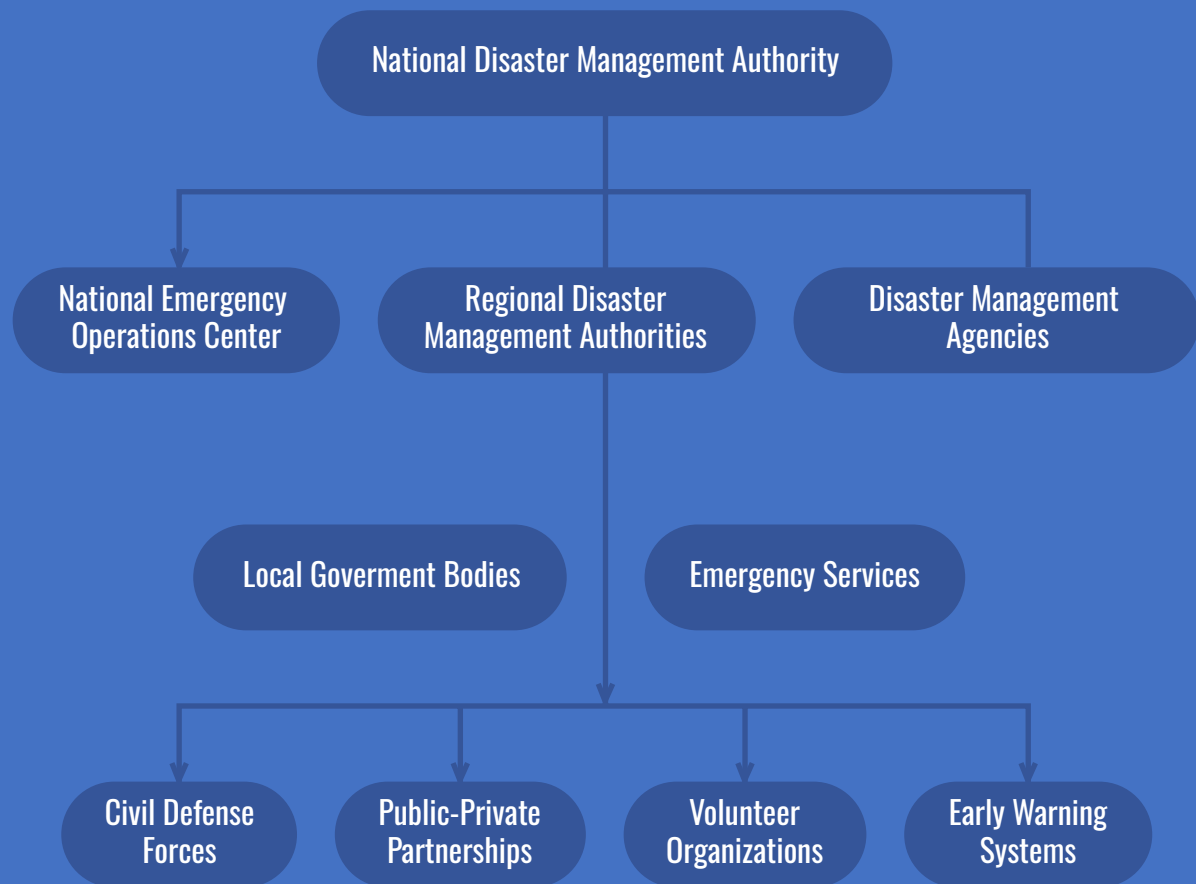 National Disaster Management Authority
National Emergency
Operations Center
Regional Disaster
Management Authorities
Disaster Management
Agencies
Local Goverment Bodies
Emergency Services
Civil Defense
Forces
Public-Private
Partnerships
Volunteer
Organizations
Early Warning
Systems